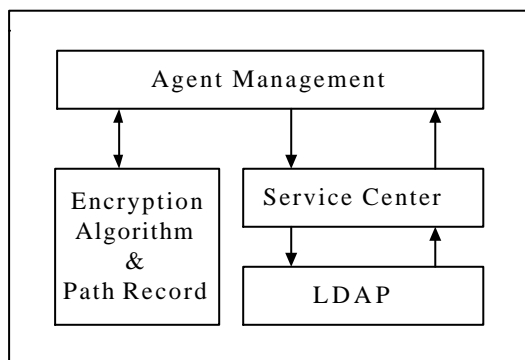 Agent Management
Encryption
Algorithm
&
Path Record
Service Center
LDAP